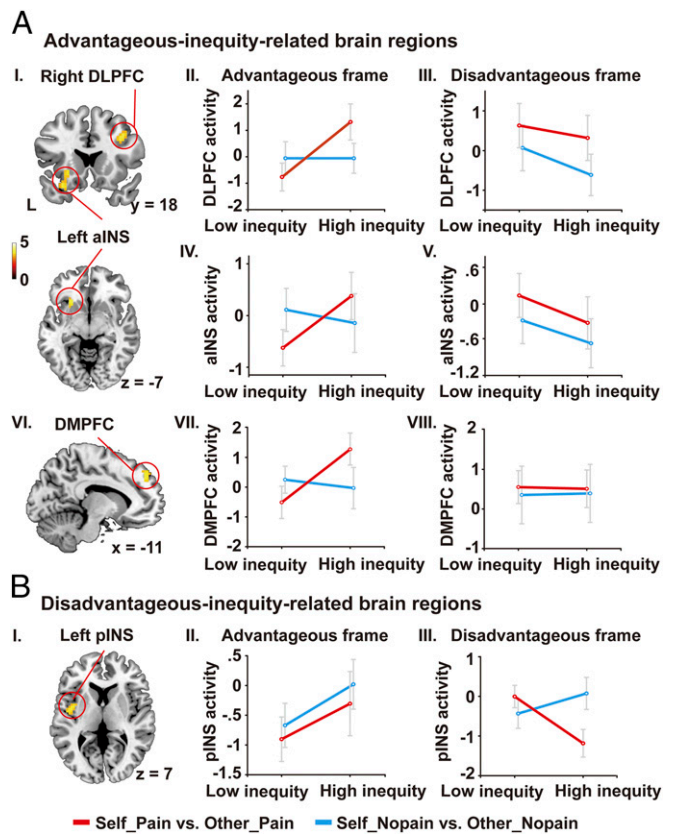 A Advantageous-inequity-related brain regions
I. Right DLPFC II. Advantageous frame III. Disadvantageous frame
DLPFC activity
2
1
0
-1
-2
Low inequity High inequity
DLPFC activity
1
0
-1
Low inequity High inequity
L y = 18
5
0
Left aINS
z = -7
IV.
aINS activity
1
0
-1
Low inequity High inequity
V.
aINS activity
.6
0
-.6
-1.2
Low inequity High inequity
VI. DMPFC
x = -11
VII.
DMPFC activity
2
1
0
-1
-2
Low inequity High inequity
VIII.
DMPFC activity
2
1
0
-1
Low inequity High inequity
B Disadvantageous-inequity-related brain regions
I. Left pINS II. Advantageous frame III. Disadvantageous frame
z = 7
pINS activity
.5
0
-.5
-1
-1.5
Low inequity High inequity
pINS activity
1
0
-1
-2
Low inequity High inequity
Self_Pain vs. Other_Pain Self_Nopain vs. Other_Nopain